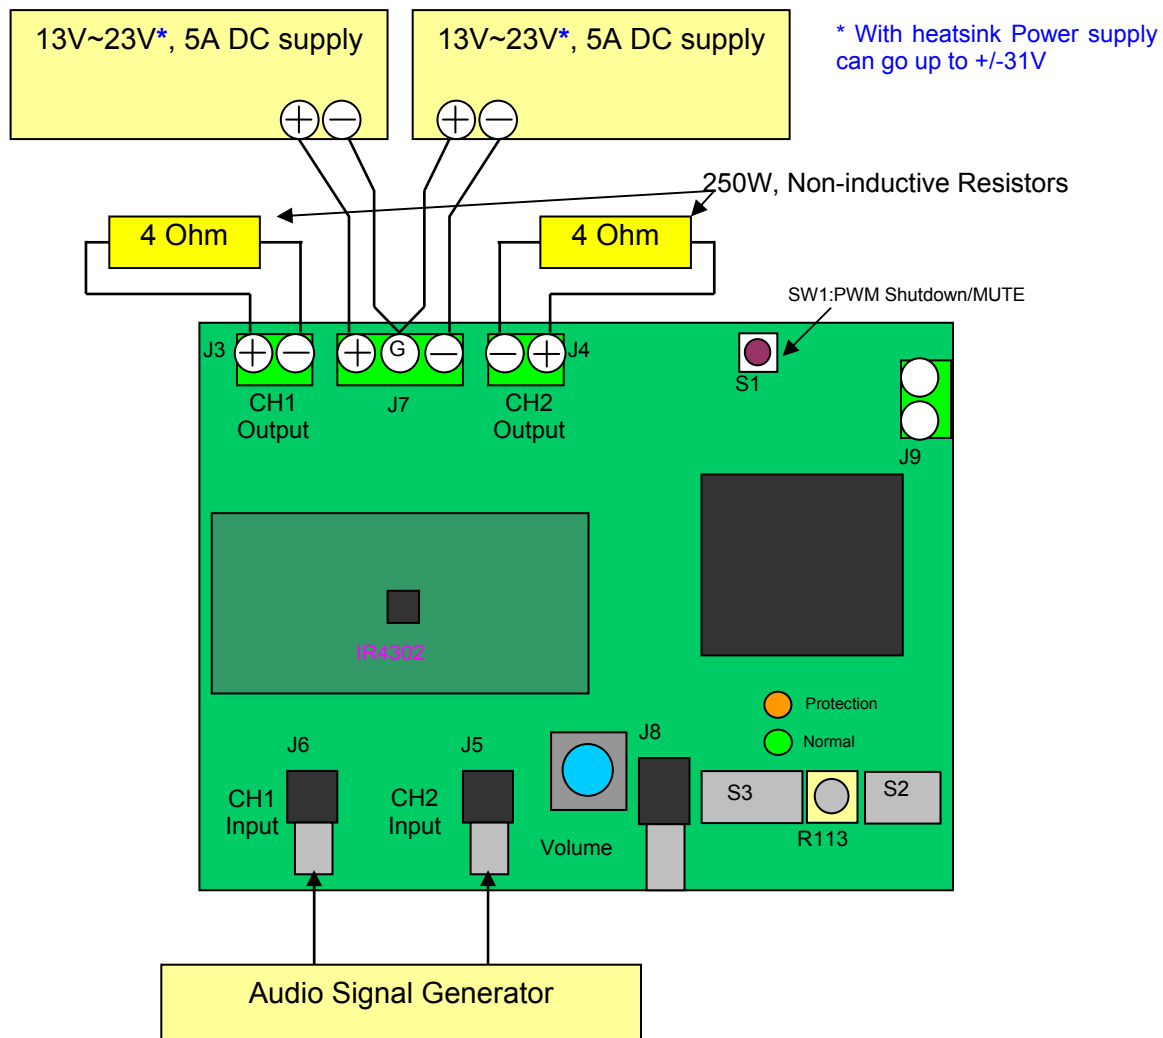 13V~23V*, 5A DC supply
13V~23V*, 5A DC supply
* With heatsink Power supply
can go up to +/-31V
250W, Non-inductive Resistors
4 Ohm
4 Ohm
SW1:PWM Shutdown/MUTE
J3
G
J4
S1
CH1
Output
J7
CH2
Output
J9
IR4302
Protection
Normal
J6
J5
J8
CH1
Input
CH2
Input
Volume
S3
S2
R113
Audio Signal Generator